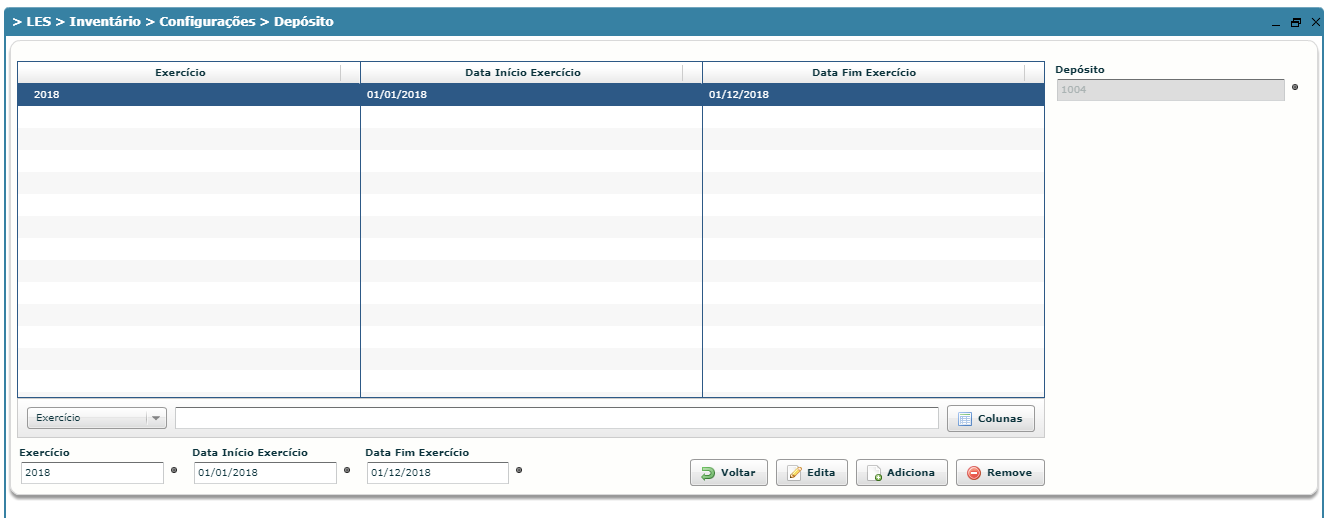 > LES > Inventário > Configurações > Depósito
Exercício Data Início Exercício Data Fim Exercício
2018 01/01/2018 01/12/2018
Depósito
1004
Exercício Colunas
Exercício Data Início Exercício Data Fim Exercício
2018 01/01/2018 01/12/2018 Voltar Edita Adiciona Remove